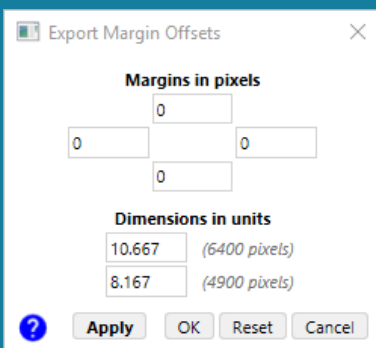 Export Margin Offsets
Margins in pixels
0
0 0
0
Dimensions in units
10.667 (6400 pixels)
8.167 (4900 pixels)
? Apply OK Reset Cancel